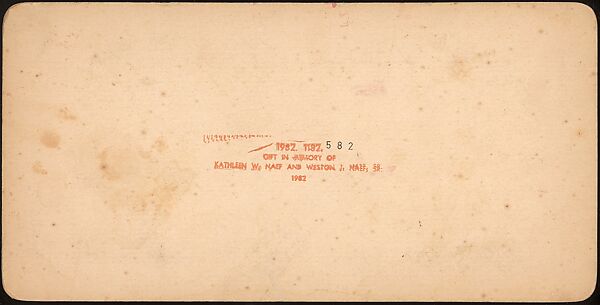 1982. 1182. 582
GIFT IN MEMORY OF
KATHLEEN W. NAEF AND WESTON J. NAEF, SR.
1982